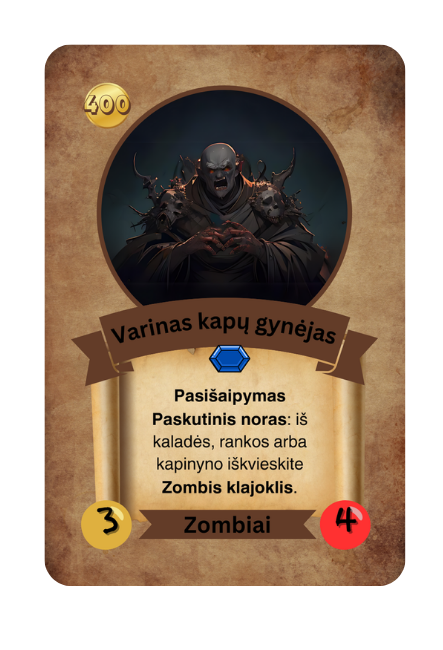 400
Varinas kapų gynėjas
Pasišaipymas
Paskutinis noras: iš
kaladės, rankos arba
kapinyno iškvieskite
Zombis klajoklis.
3
Zombiai
4